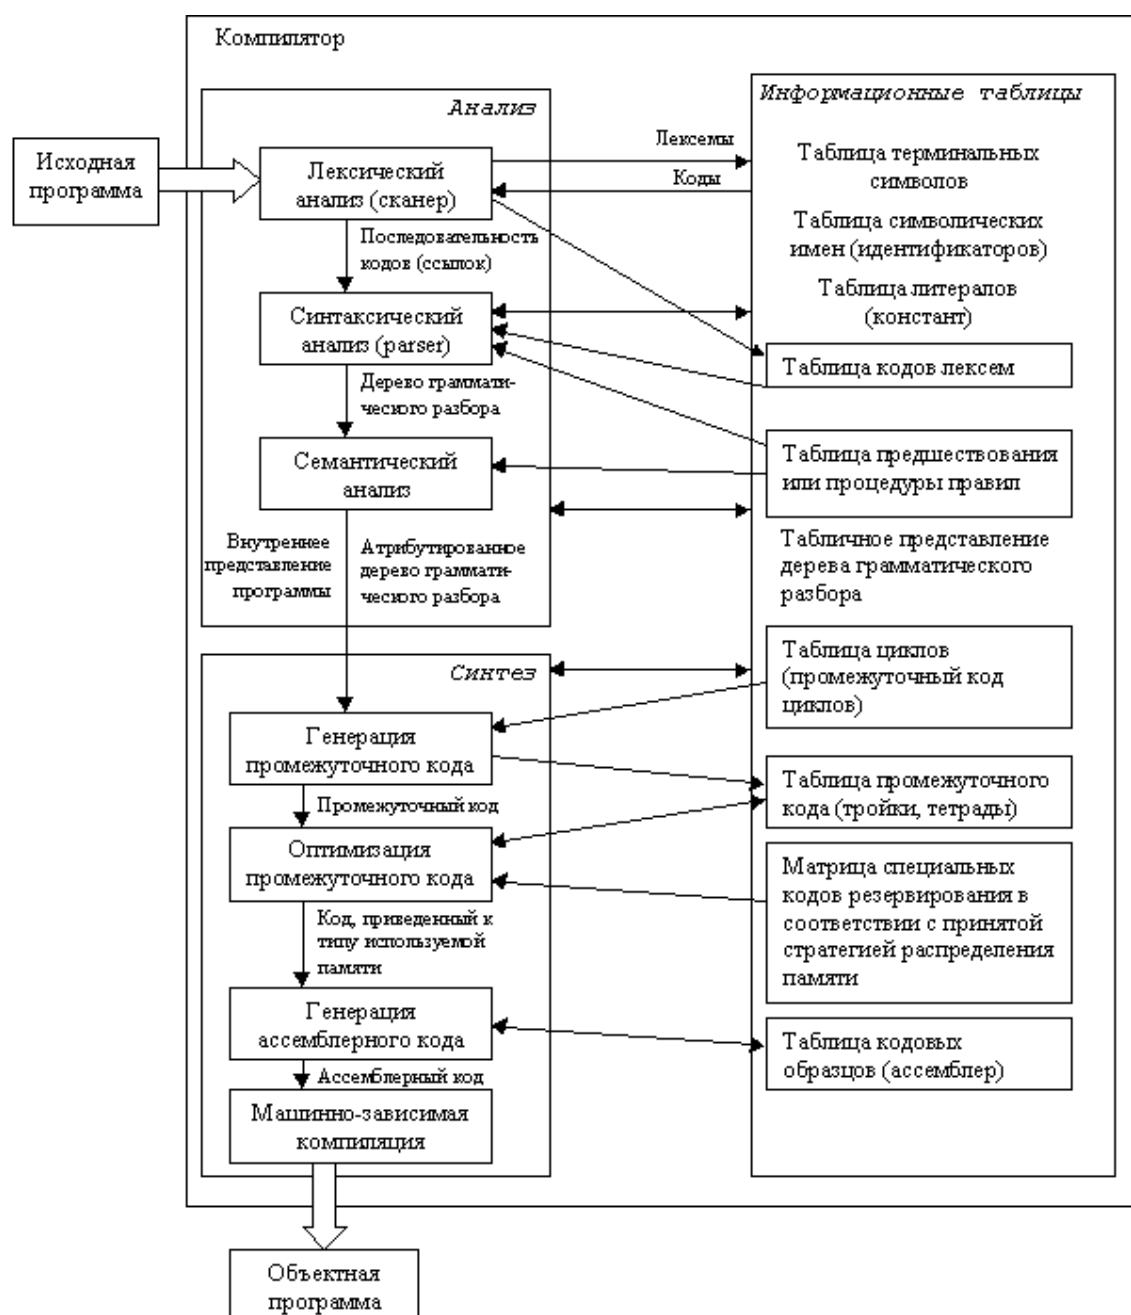 Компилятор
Анализ
Информационные таблицы
Исходная
программа
Лексический
анализ (сканер)
Лексемы
Коды
Таблица терминальных
символов
Таблица символических
имен (идентификаторов)
Таблица литералов
(констант)
Последовательность
кодов (ссылок)
Синтаксический
анализ (parser)
Таблица кодов лексем
Дерево граммати-
ческого разбора
Семантический
анализ
Таблица предшествования
или процедуры правил
Внутреннее
представление
программы
Атрибутированное
дерево граммати-
ческого разбора
Табличное представление
дерева грамматического
разбора
Синтез
Таблица циклов
(промежуточный код
циклов)
Генерация
промежуточного кода
Таблица промежуточного
кода (тройки, тетрады)
Промежуточный код
Оптимизация
промежуточного кода
Матрица специальных
кодов резервирования в
соответствии с принятой
стратегией распределения
памяти
Код, приведенный к
типу используемой
памяти
Генерация
ассемблерного кода
Таблица кодовых
образцов (ассемблер)
Ассемблерный код
Машинно-зависимая
компиляция
Объектная
программа